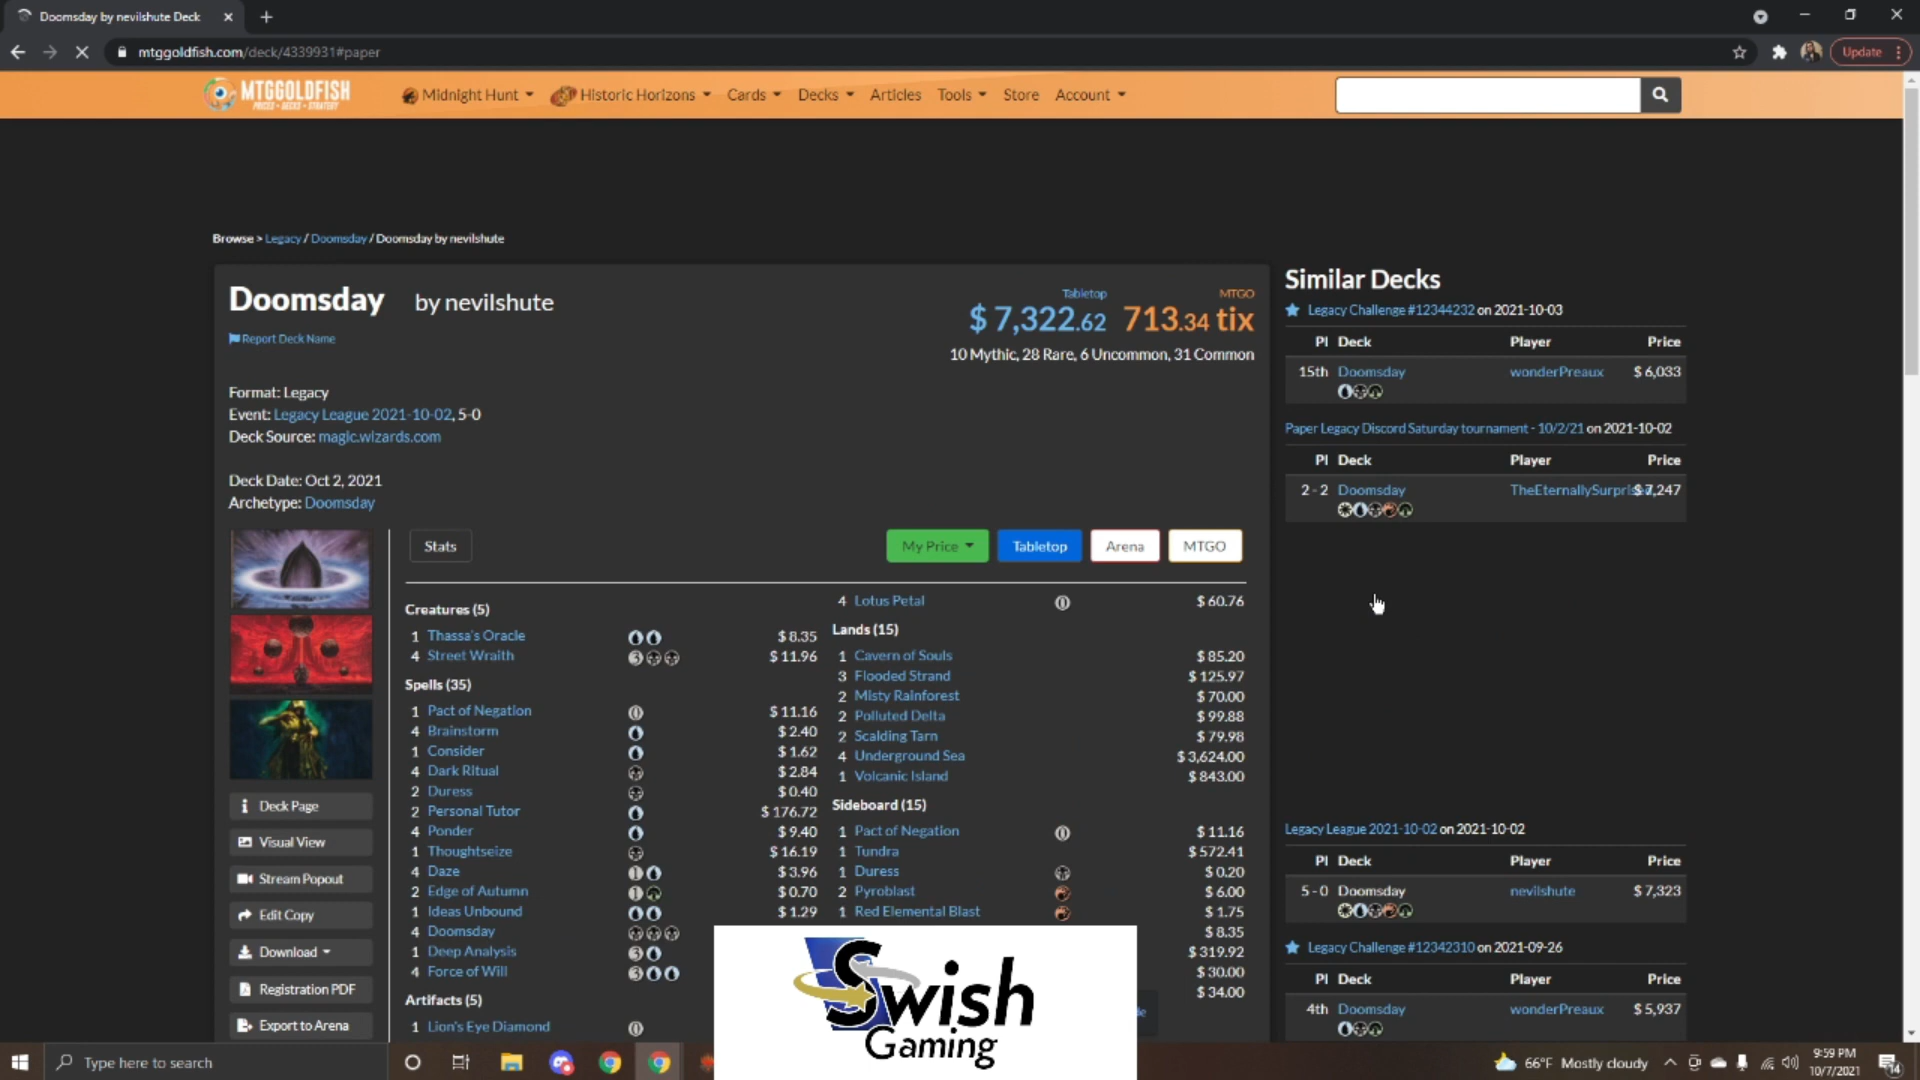 Doomsday by nevilshute Deck
mtggoldfish.com/deck/4339931#paper
Update
MTGGOLDFISH
PRICES • DECKS • STRATEGY
Midnight Hunt
Historic Horizons
Cards
Decks
Articles
Tools
Store
Account
Browse > Legacy / Doomsday / Doomsday by nevilshute
Doomsday by nevilshute
Report Deck Name
Tabletop
$ 7,322.62
MTGO
713.34 tix
10 Mythic, 28 Rare, 6 Uncommon, 31 Common
Format: Legacy
Event: Legacy League 2021-10-02, 5-0
Deck Source: magic.wizards.com
Deck Date: Oct 2, 2021
Archetype: Doomsday
Stats
My Price
Tabletop
Arena
MTGO
Deck Page
Visual View
Stream Popout
Edit Copy
Download
Registration PDF
Export to Arena
Creatures (5)
1 Thassa's Oracle $ 8.35
4 Street Wraith 3 $ 11.96
Spells (35)
1 Pact of Negation 0 $ 11.16
4 Brainstorm $ 2.40
1 Consider $ 1.62
4 Dark Ritual $ 2.84
2 Duress $ 0.40
2 Personal Tutor $ 176.72
4 Ponder $ 9.40
1 Thoughtseize $ 16.19
4 Daze 1 $ 3.96
2 Edge of Autumn 1 $ 0.70
1 Ideas Unbound $ 1.29
4 Doomsday
1 Deep Analysis 3
4 Force of Will 3
Artifacts (5)
1 Lion's Eye Diamond 0
4 Lotus Petal 0 $ 60.76
Lands (15)
1 Cavern of Souls $ 85.20
3 Flooded Strand $ 125.97
2 Misty Rainforest $ 70.00
2 Polluted Delta $ 99.88
2 Scalding Tarn $ 79.98
4 Underground Sea $ 3,624.00
1 Volcanic Island $ 843.00
Sideboard (15)
1 Pact of Negation 0 $ 11.16
1 Tundra $ 572.41
1 Duress $ 0.20
2 Pyroblast $ 6.00
1 Red Elemental Blast $ 1.75
$ 8.35
$ 319.92
$ 30.00
$ 34.00
Similar Decks
Legacy Challenge #12344232 on 2021-10-03
Pl Deck Player Price
15th Doomsday wonderPreaux $ 6,033
Paper Legacy Discord Saturday tournament - 10/2/21 on 2021-10-02
Pl Deck Player Price
2 - 2 Doomsday TheEternallySurpris $ 7,247
Legacy League 2021-10-02 on 2021-10-02
Pl Deck Player Price
5 - 0 Doomsday nevilshute $ 7,323
Legacy Challenge #12342310 on 2021-09-26
Pl Deck Player Price
4th Doomsday wonderPreaux $ 5,937
Swish
Gaming
Type here to search
66°F Mostly cloudy
9:59 PM
10/7/2021
14